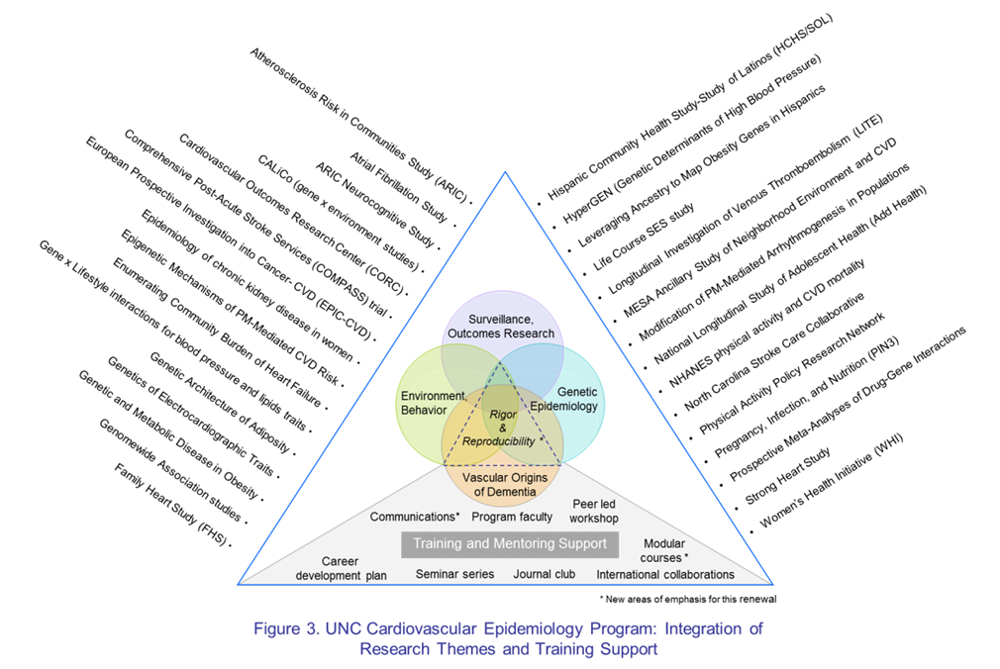 Atherosclerosis Risk in Communities Study (ARIC) •
Atrial Fibrillation Study •
ARIC Neurocognitive Study •
CALiCo (gene x environment studies) •
Cardiovascular Outcomes Research Center (CORC) •
Comprehensive Post-Acute Stroke Services (COMPASS) trial •
European Prospective Investigation into Cancer- CVD (EPIC-CVD) •
Epidemiology of chronic kidney disease in women •
Epigenetic Mechanisms of PM-Mediated CVD Risk •
Enumerating Community Burden of Heart Failure •
Gene x Lifestyle interactions for blood pressure and lipids traits •
Genetic Architecture of Adiposity •
Genetics of Electrocardiographic Traits •
Genetic and Metabolic Disease in Obesity •
Genomewide Association studies •
Family Heart Study (FHS) •
• Hispanic Community Health Study-Study of Latinos (HCHS/SOL)
• HyperGEN (Genetic Determinants of High Blood Pressure)
• Leveraging Ancestry to Map Obesity Genes in Hispanics
• Life Course SES study
• Longitudinal Investigation of Venous Thromboembolism (LITE)
• MESA Ancillary Study of Neighborhood Environment and CVD
• Modification of PM-Mediated Arrhythmogenesis in Populations
• National Longitudinal Study of Adolescent Health (Add Health)
• NHANES physical activity and CVD mortality
• North Carolina Stroke Care Collaborative
• Physical Activity Policy Research Network
• Pregnancy, Infection, and Nutrition (PIN3)
• Prospective Meta-Analyses of Drug-Gene Interactions
• Strong Heart Study
• Women's Health Initiative (WHI)
Surveillance,
Outcomes Research
Environment,
Behavior
Genetic
Epidemiology
Rigor
&
Reproducibility *
Vascular Origins
of Dementia
Communications*
Program faculty
Peer led
workshop
Training and Mentoring Support
Modular
courses *
Career
development plan
Seminar series
Journal club
International collaborations
* New areas of emphasis for this renewal
Figure 3. UNC Cardiovascular Epidemiology Program: Integration of
Research Themes and Training Support